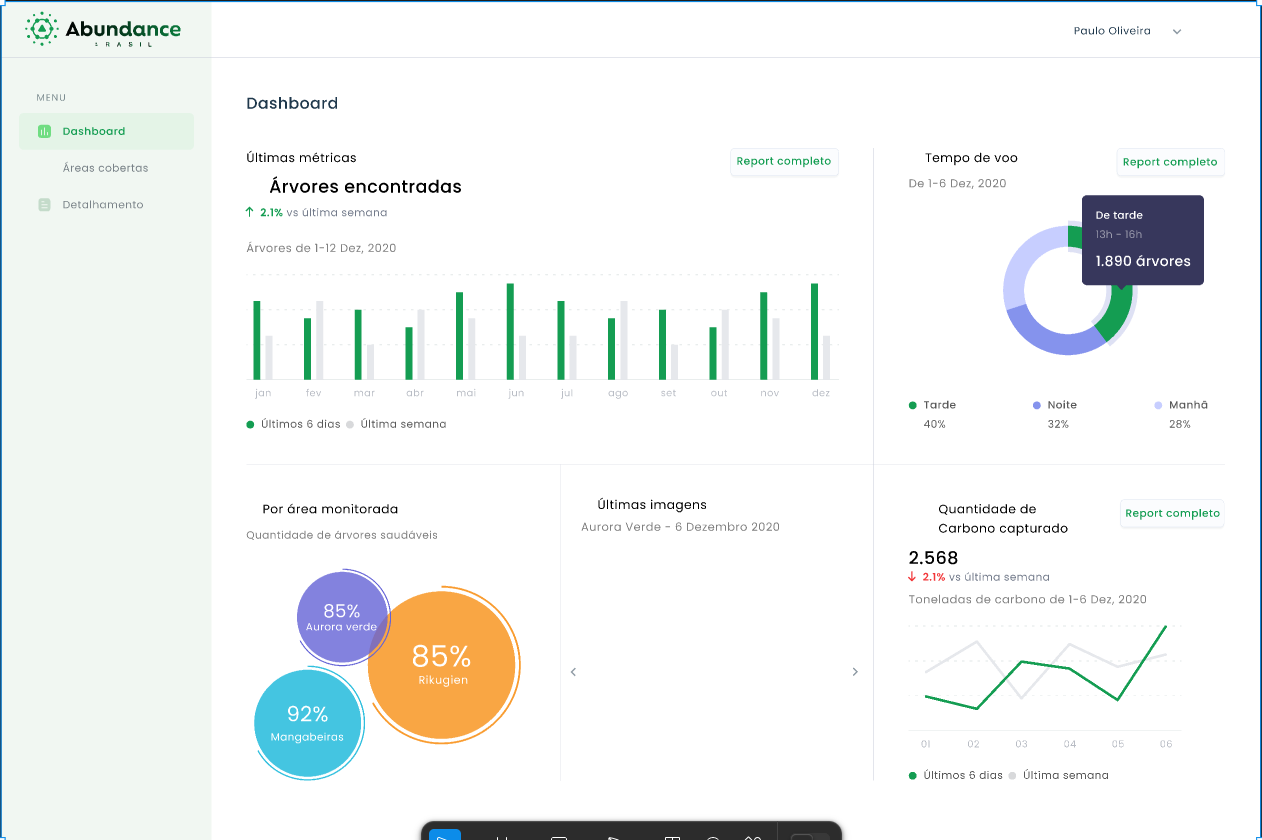 Abundance
BRASIL
Paulo Oliveira
MENU
Dashboard
Áreas cobertas
Detalhamento
Dashboard
Últimas métricas
Report completo
Árvores encontradas
2.1% vs última semana
Árvores de 1-12 Dez, 2020
jan fev mar abr mai jun jul ago set out nov dez
Últimos 6 dias Última semana
Tempo de voo
Report completo
De 1-6 Dez, 2020
De tarde
13h - 16h
1.890 árvores
Tarde Noite Manhã
40% 32% 28%
Por área monitorada
Quantidade de árvores saudáveis
85%
Aurora verde
85%
Rikugien
92%
Mangabeiras
Últimas imagens
Aurora Verde - 6 Dezembro 2020
Quantidade de
Carbono capturado
Report completo
2.568
2.1% vs última semana
Toneladas de carbono de 1-6 Dez, 2020
01 02 03 04 05 06
Últimos 6 dias Última semana